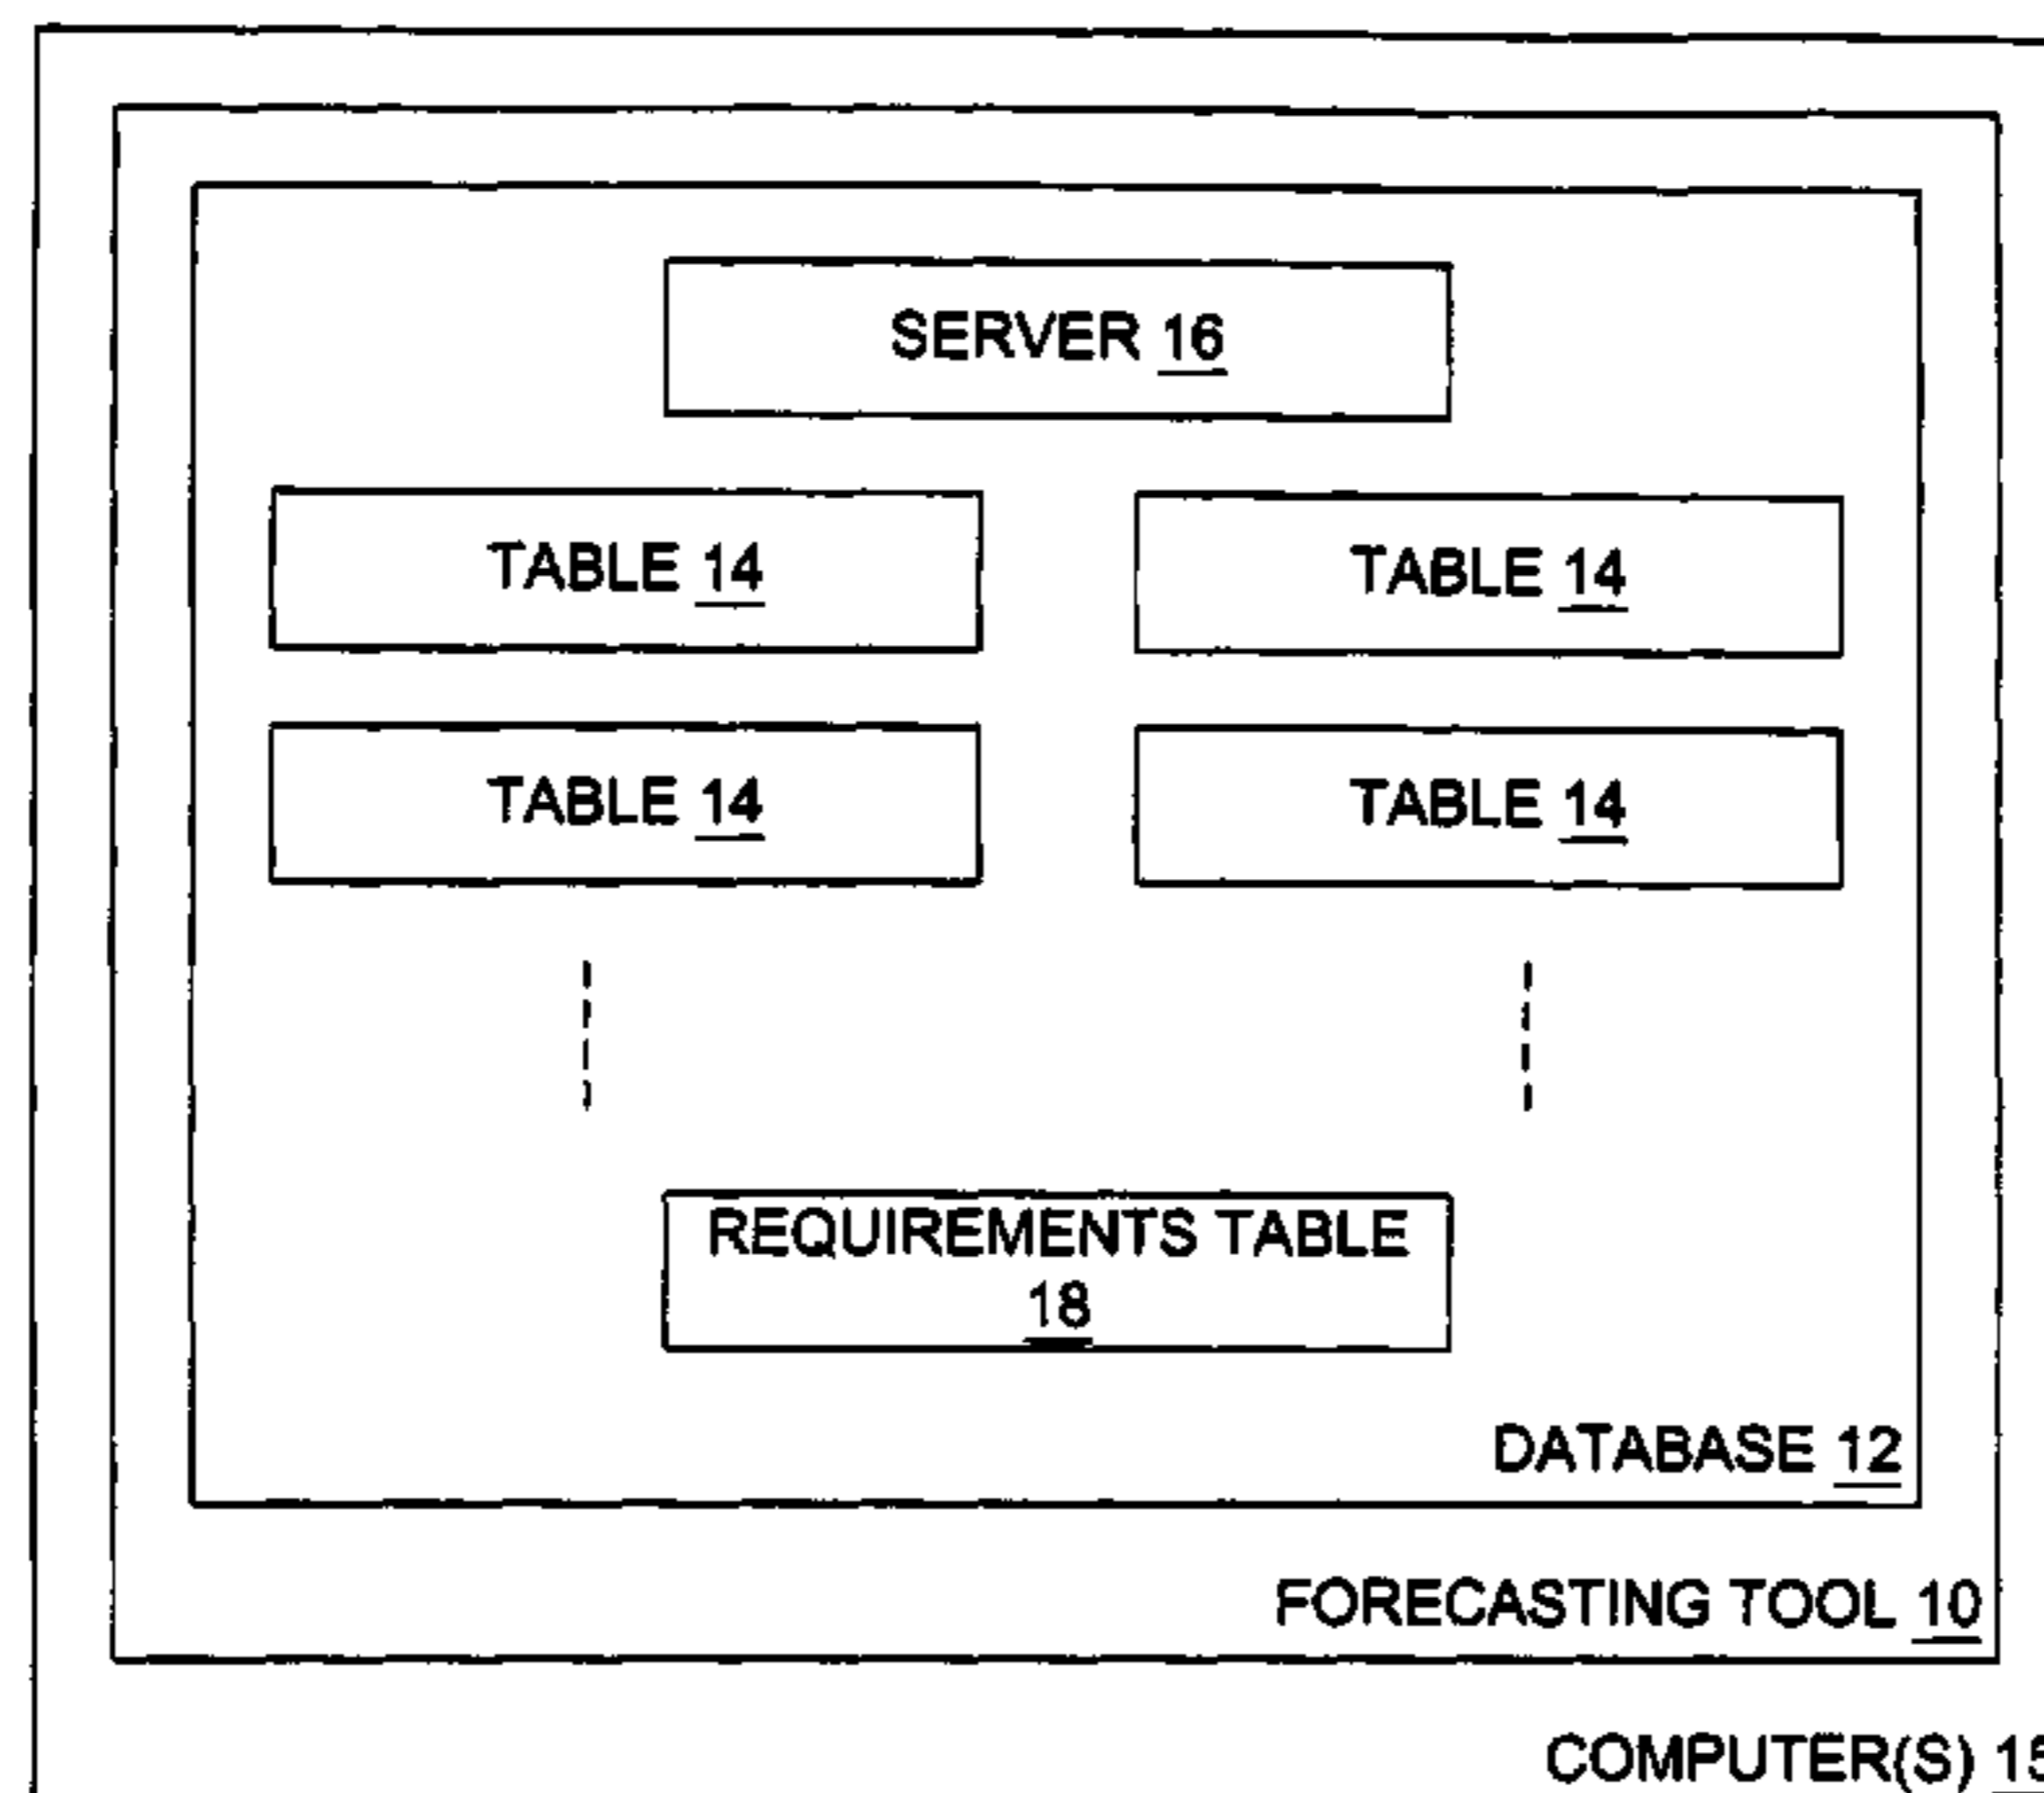 SERVER 16
TABLE 14
TABLE 14
TABLE 14
TABLE 14
REQUIREMENTS TABLE
18
DATABASE 12
FORECASTING TOOL 10
COMPUTER(S) 15